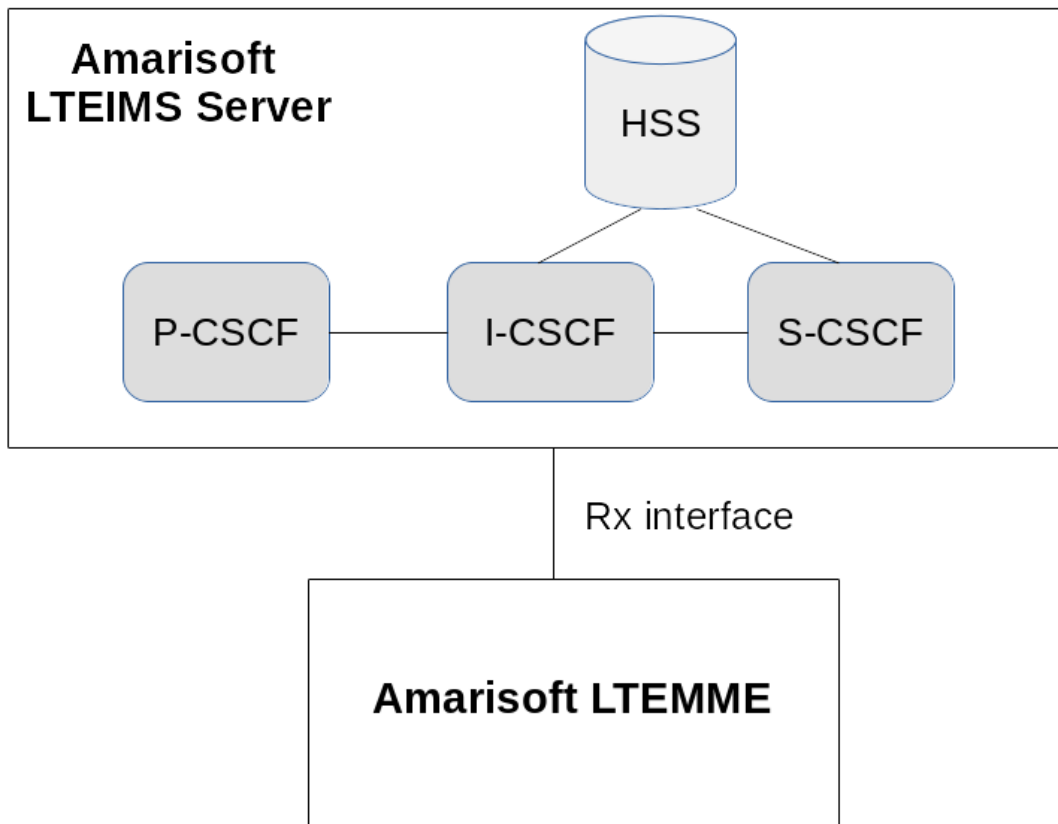 Amarisoft
LTEIMS Server
HSS
P-CSCF
I-CSCF
S-CSCF
Rx interface
Amarisoft LTEMME